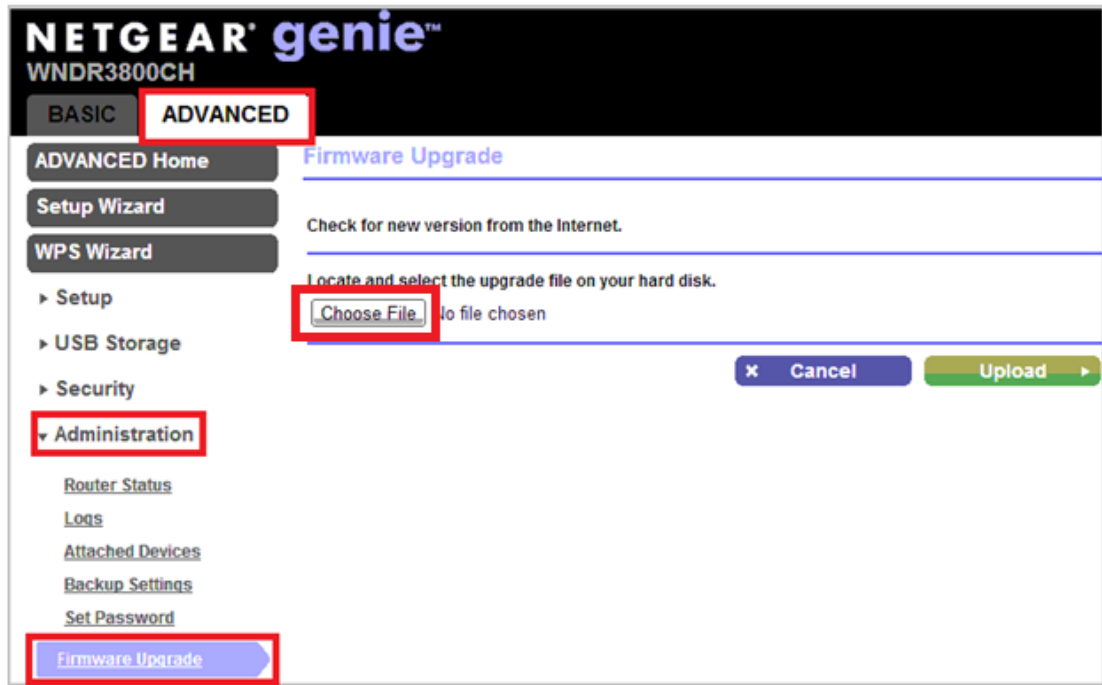 NETGEAR® genie™
WNDR3800CH
BASIC ADVANCED
ADVANCED Home
Setup Wizard
WPS Wizard
Setup
USB Storage
Security
Administration
Router Status
Logs
Attached Devices
Backup Settings
Set Password
Firmware Upgrade
Firmware Upgrade
Check for new version from the Internet.
Locate and select the upgrade file on your hard disk.
Choose File No file chosen
Cancel Upload